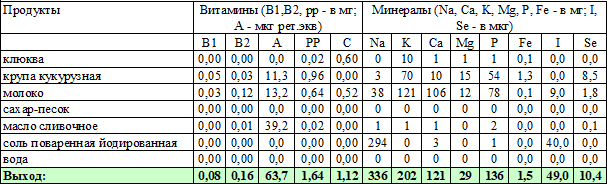 Продукты Витамины (B1,B2, рр - в мг; Минералы (Na, Ca, K, Mg, P, Fe - в мг; I,
А - мкг рет.экв) Se - в мкг)
B1 B2 A PP C Na K Ca Mg P Fe I Se
клюква 0,00 0,00 0,0 0,02 0,60 0 10 1 1 1 0,1 0,0 0,0
крупа кукурузная 0,05 0,03 11,3 0,96 0,00 3 70 10 15 54 1,3 0,0 8,5
молоко 0,03 0,12 13,2 0,64 0,52 38 121 106 12 78 0,1 9,0 1,8
сахар-песок 0,00 0,00 0,0 0,00 0,00 0 0 0 0 0 0,0 0,0 0,0
масло сливочное 0,00 0,01 39,2 0,02 0,00 1 1 1 0 2 0,0 0,0 0,1
соль поваренная йодированная 0,00 0,00 0,0 0,00 0,00 294 0 3 0 1 0,0 40,0 0,0
вода 0,00 0,00 0,0 0,00 0,00 0 0 0 0 0 0,0 0,0 0,0
Выход: 0,08 0,16 63,7 1,64 1,12 336 202 121 29 136 1,5 49,0 10,4